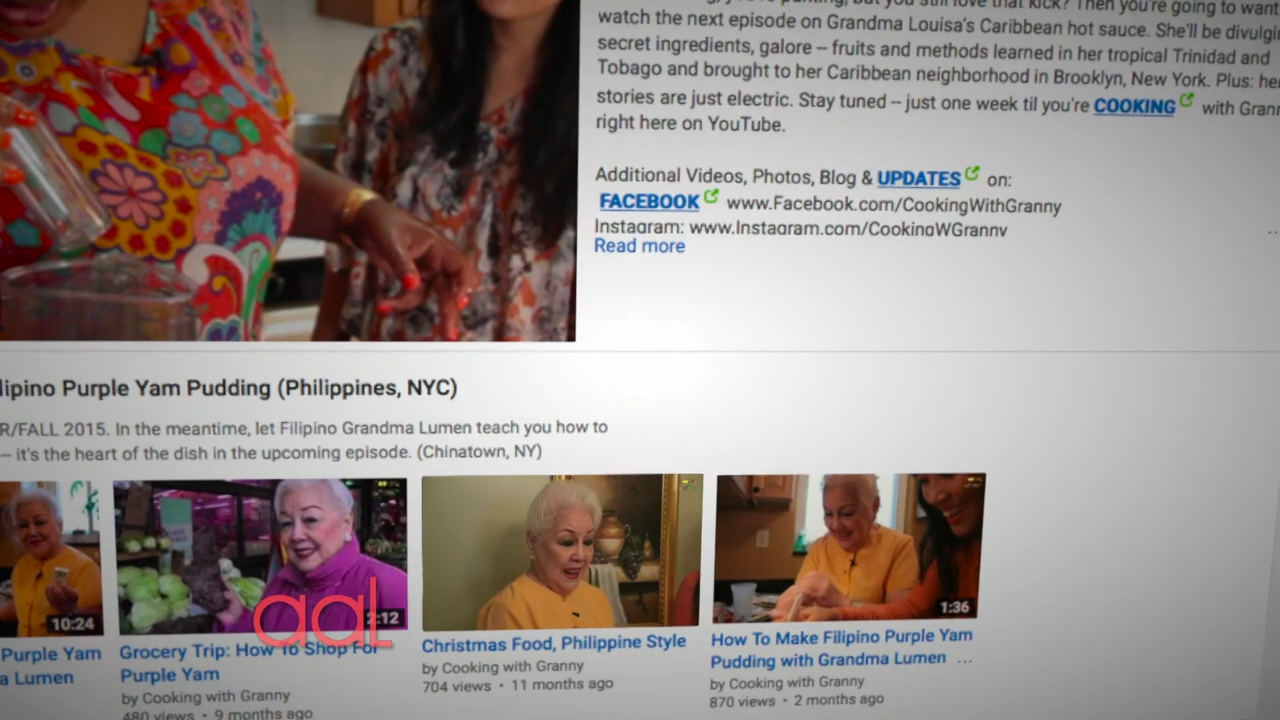 watch the next episode on Grandma Louisa's Caribbean hot sauce. She'll be
secret ingredients, galore – fruits and methods learned in her tropical Trinidad and
Tobago and brought to her Caribbean neighborhood in Brooklyn, New York. Plus:
stories are just electric. Stay tuned – just one week til you're COOKING with
right here on YouTube.
Additional Videos, Photos, Blog & UPDATES on:
FACEBOOK www.Facebook.com/CookingWithGranny
Instagram: www.Instagram.com/CookingWGranny
Read more
Purple Yam Pudding (Philippines, NYC)
FALL 2015. In the meantime, let Filipino Grandma Lumen teach you how to
– it's the heart of the dish in the upcoming episode. (Chinatown, NY)
10:24
2:12
1:36
aaL
Purple Yam
Lumen
Grocery Trip: How To Shop For
Purple Yam
by Cooking with Granny
480 views • 9 months ago
Christmas Food, Philippine Style
by Cooking with Granny
704 views • 11 months ago
How To Make Filipino Purple Yam
Pudding with Grandma Lumen ...
by Cooking with Granny
870 views • 2 months ago